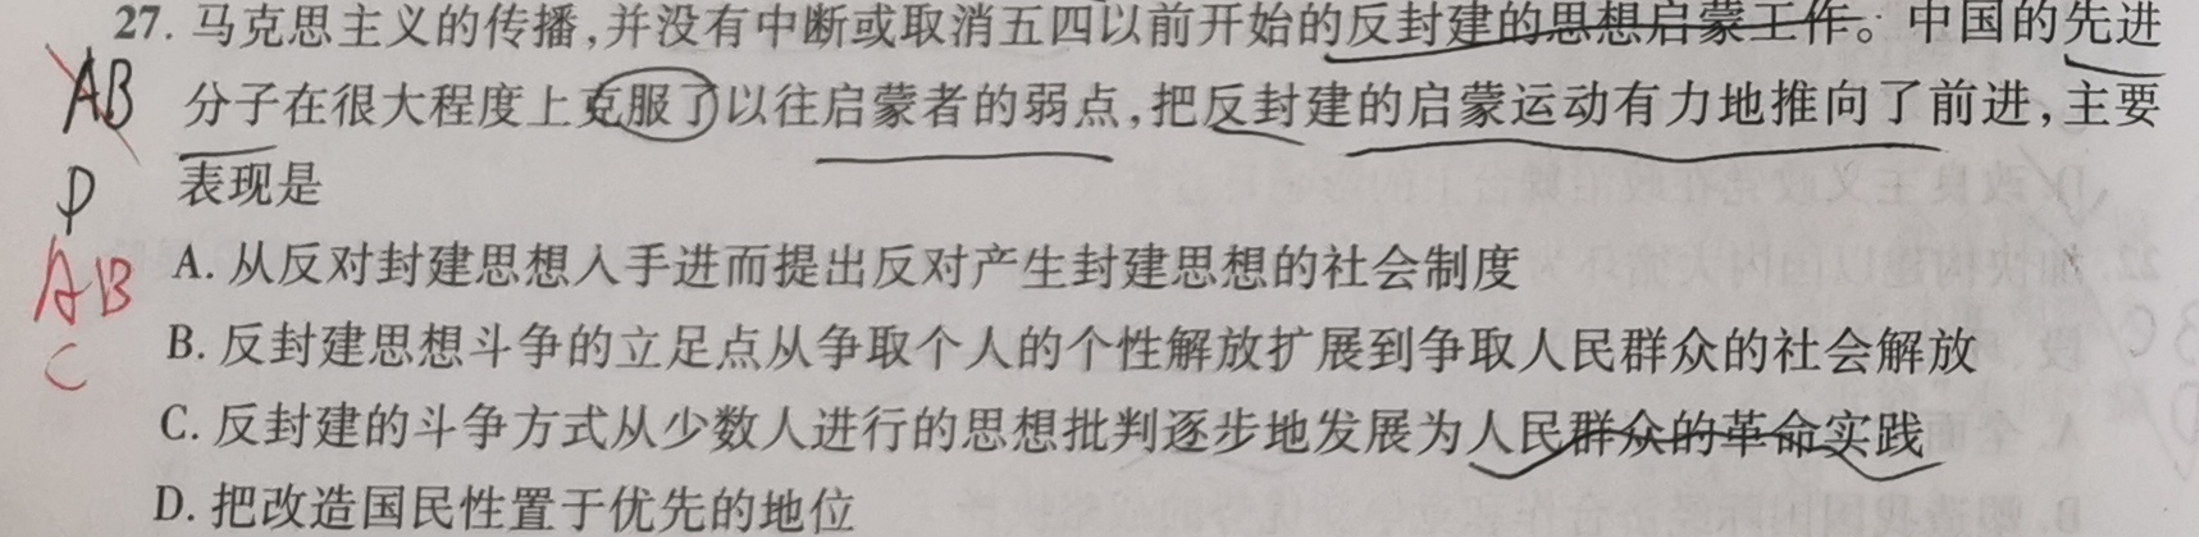 27. 马克思主义的传播,并没有中断或取消五四以前开始的反封建的思想启蒙工作。中国的先进
分子在很大程度上克服了以往启蒙者的弱点,把反封建的启蒙运动有力地推向了前进,主要
表现是
A. 从反对封建思想入手进而提出反对产生封建思想的社会制度
B. 反封建思想斗争的立足点从争取个人的个性解放扩展到争取人民群众的社会解放
C. 反封建的斗争方式从少数人进行的思想批判逐步地发展为人民群众的革命实践
D. 把改造国民性置于优先的地位
AB
P
AB
C